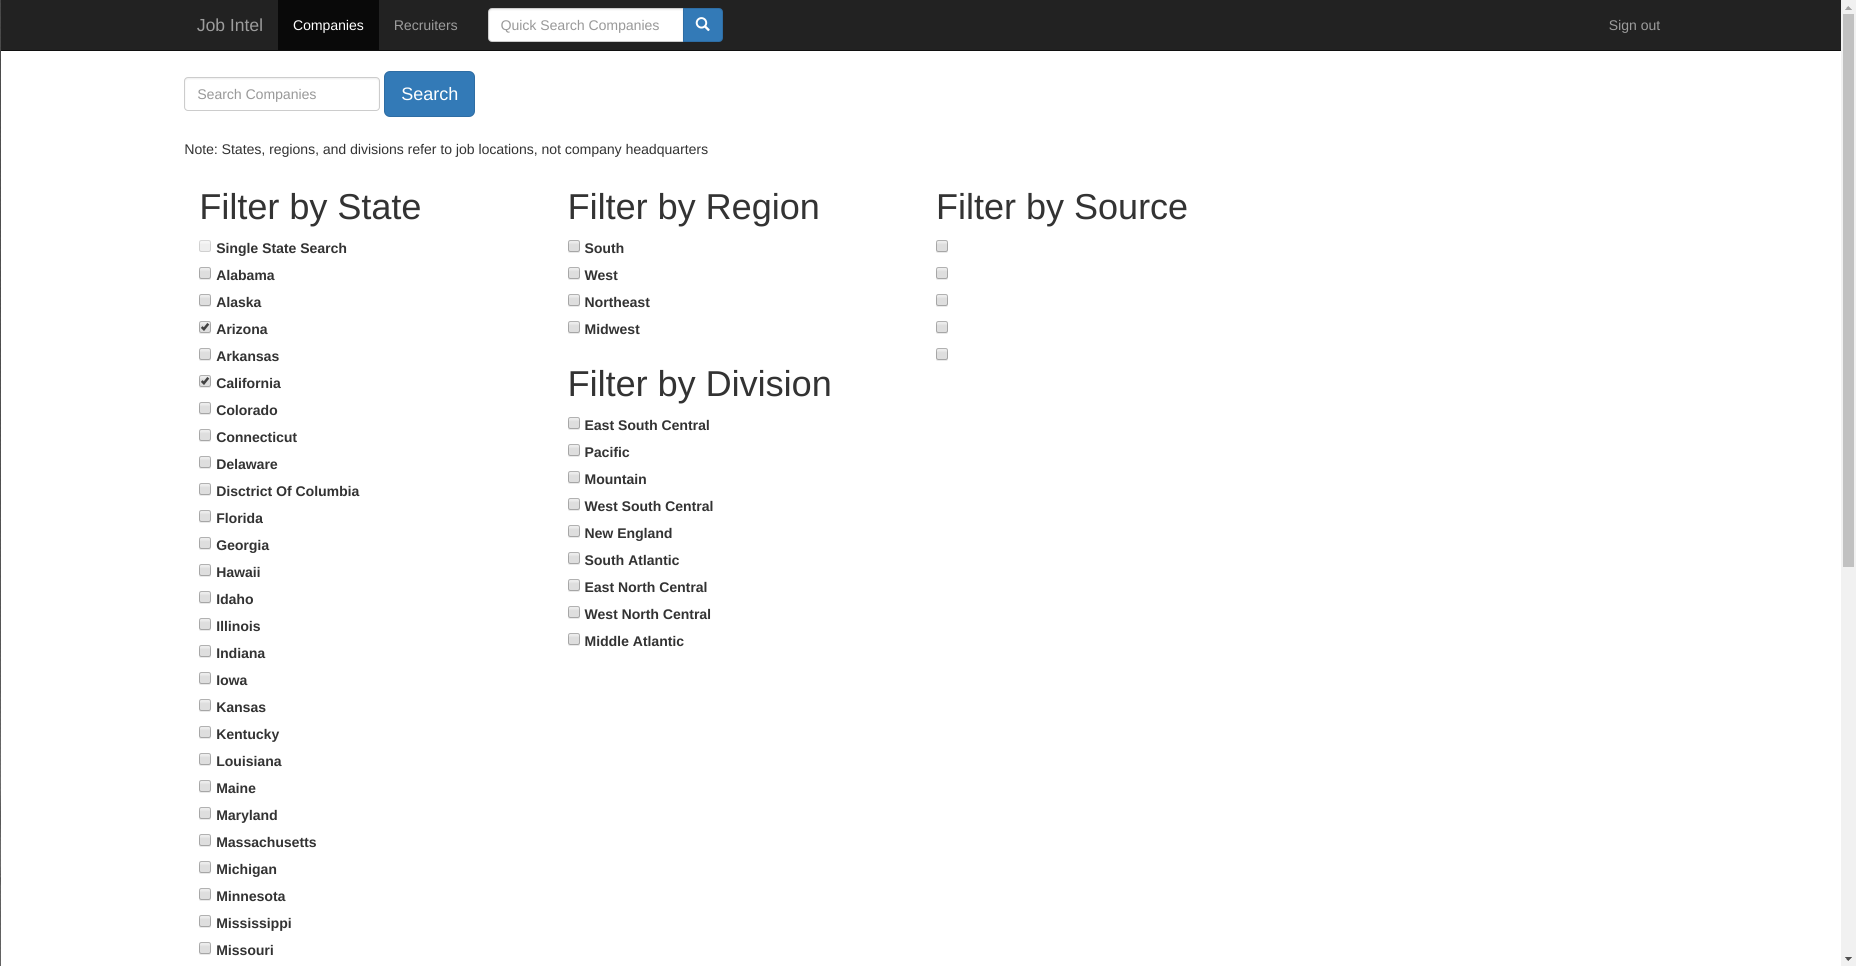 Job Intel Companies Recruiters Quick Search Companies Sign out
Search Companies Search
Note: States, regions, and divisions refer to job locations, not company headquarters
Filter by State
Single State Search
Alabama
Alaska
Arizona
Arkansas
California
Colorado
Connecticut
Delaware
Disctrict Of Columbia
Florida
Georgia
Hawaii
Idaho
Illinois
Indiana
Iowa
Kansas
Kentucky
Louisiana
Maine
Maryland
Massachusetts
Michigan
Minnesota
Mississippi
Missouri
Filter by Region
South
West
Northeast
Midwest
Filter by Division
East South Central
Pacific
Mountain
West South Central
New England
South Atlantic
East North Central
West North Central
Middle Atlantic
Filter by Source